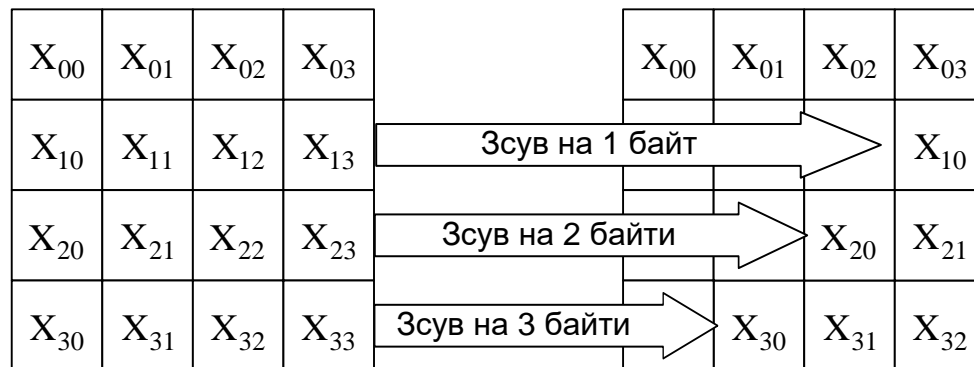 X00 X01 X02 X03 X00 X01 X02 X03
X10 X11 X12 X13 Зсув на 1 байт X10
X20 X21 X22 X23 Зсув на 2 байти X20 X21
X30 X31 X32 X33 Зсув на 3 байти X30 X31 X32